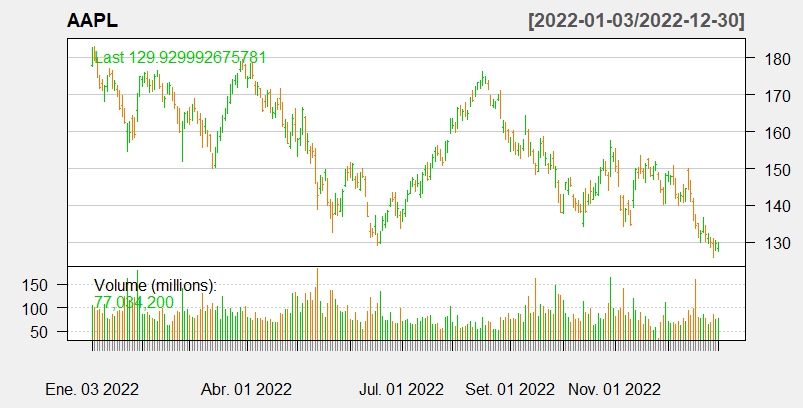 AAPL [2022-01-03/2022-12-30]
Last 129.929992675781
180
170
160
150
140
130
Volume (millions):
77,034,200
150
100
50
Ene. 03 2022 Abr. 01 2022 Jul. 01 2022 Set. 01 2022 Nov. 01 2022